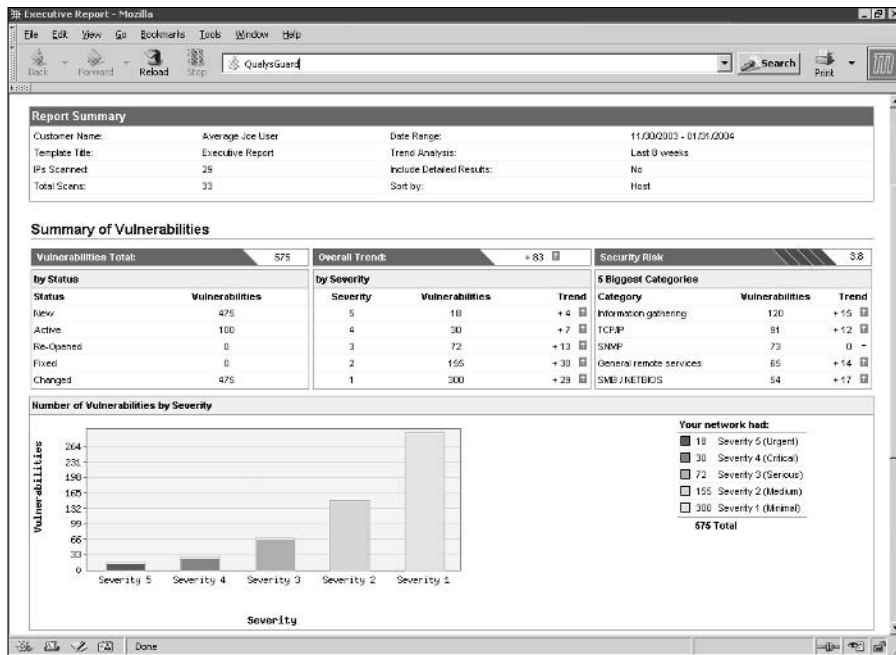 Executive Report - Mozilla
File Edit View Go Bookmarks Tools Window Help
Back Forward Reload Stop QualysGuard Search Print
Report Summary
Customer Name: Average Joe User Date Range: 11/30/2003 - 01/31/2004
Template Title: Executive Report Trend Analysis: Last 8 weeks
IPs Scanned: 29 Include Detailed Results: No
Total Scans: 33 Sort by: Host
Summary of Vulnerabilities
Vulnerabilities Total: 575 Overall Trend: +83 Security Risk 3.8
by Status by Severity 5 Biggest Categories
Status Vulnerabilities Severity Vulnerabilities Trend Category Vulnerabilities Trend
New 475 5 18 +4 Information gathering 120 +15
Active 100 4 30 +7 TCP/IP 91 +12
Re-Opened 0 3 72 +13 SNMP 73 0 -
Fixed 0 2 155 +30 General remote services 65 +14
Changed 475 1 300 +29 SMB / NETBIOS 54 +17
Number of Vulnerabilities by Severity
Vulnerabilities
264
231
198
165
132
99
66
33
0
Severity 5 Severity 4 Severity 3 Severity 2 Severity 1
Severity
Your network had:
18 Severity 5 (Urgent)
30 Severity 4 (Critical)
72 Severity 3 (Serious)
155 Severity 2 (Medium)
300 Severity 1 (Minimal)
575 Total
Done